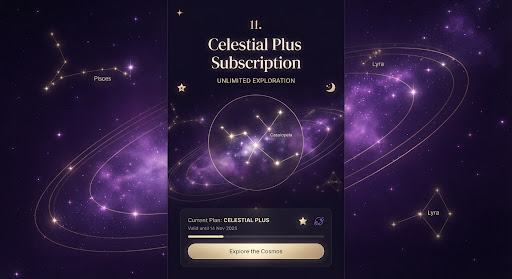 Pisces
11.
Celestial Plus
Subscription
UNLIMITED EXPLORATION
Cassiopeia
Current Plan: CELESTIAL PLUS
Valid until 14 Nov 2025
Explore the Cosmos
Lyra
Lyra